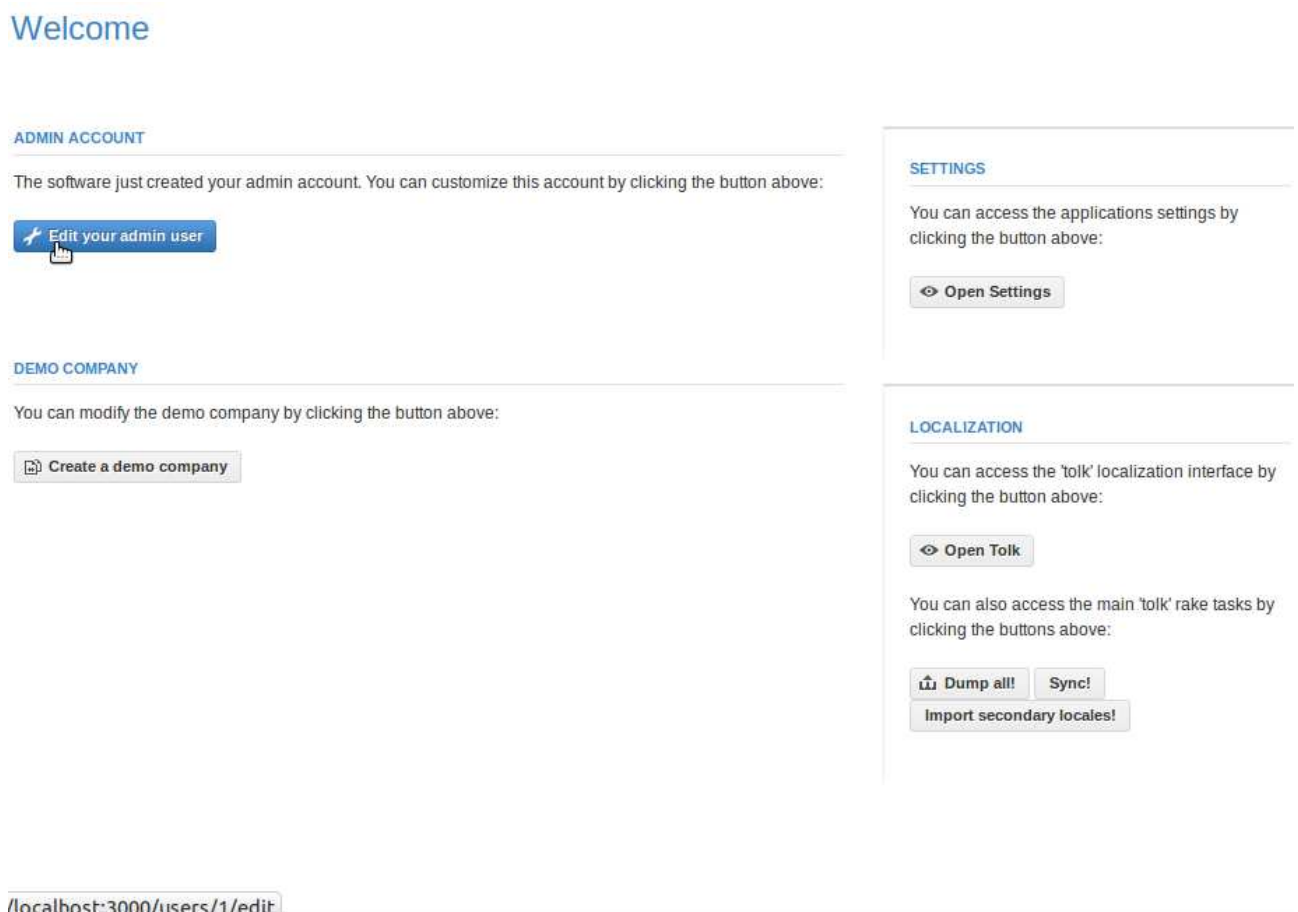 Welcome
ADMIN ACCOUNT
The software just created your admin account. You can customize this account by clicking the button above:
Edit your admin user
DEMO COMPANY
You can modify the demo company by clicking the button above:
Create a demo company
SETTINGS
You can access the applications settings by
clicking the button above:
Open Settings
LOCALIZATION
You can access the 'tolk' localization interface by
clicking the button above:
Open Tolk
You can also access the main 'tolk' rake tasks by
clicking the buttons above:
Dump all! Sync!
Import secondary locales!
/localhost:3000/users/1/edit